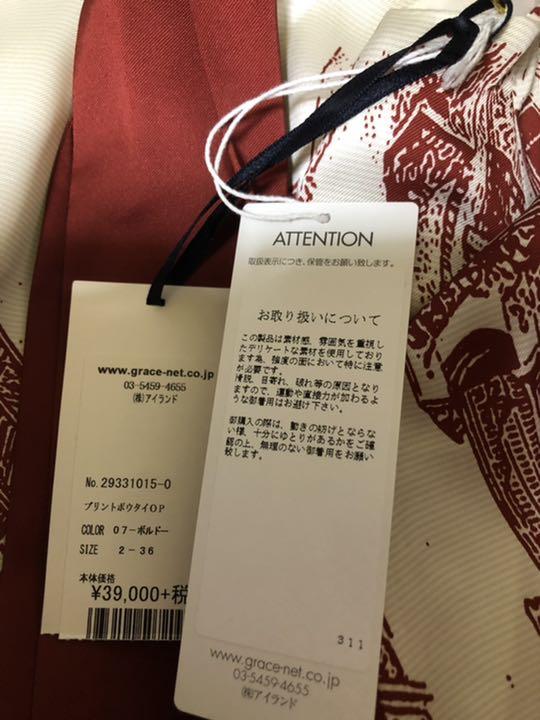 ATTENTION
取扱表示につき、保管をお願い致します。
お取り扱いについて
この製品は素材感、雰囲気を重視し
たデリケートな素材を使用しており
ます為、強度の面において特に注意
が必要です。
滑脱、目寄れ、破れ等の原因となり
ますので、運動や直接力が加わるよ
うな御着用はお避け下さい。
御購入の際は、動きの妨げとならな
い様、十分にゆとりがあるかをご確
認の上、無理のない御着用をお願い
致します。
311
www.grace-net.co.jp
03-5459-4655
㈱アイランド
www.grace-net.co.jp
03-5459-4655
㈱アイランド
No. 29331015-0
プリントボウタイOP
COLOR 07-ボルドー
SIZE 2-36
本体価格
¥39,000+税